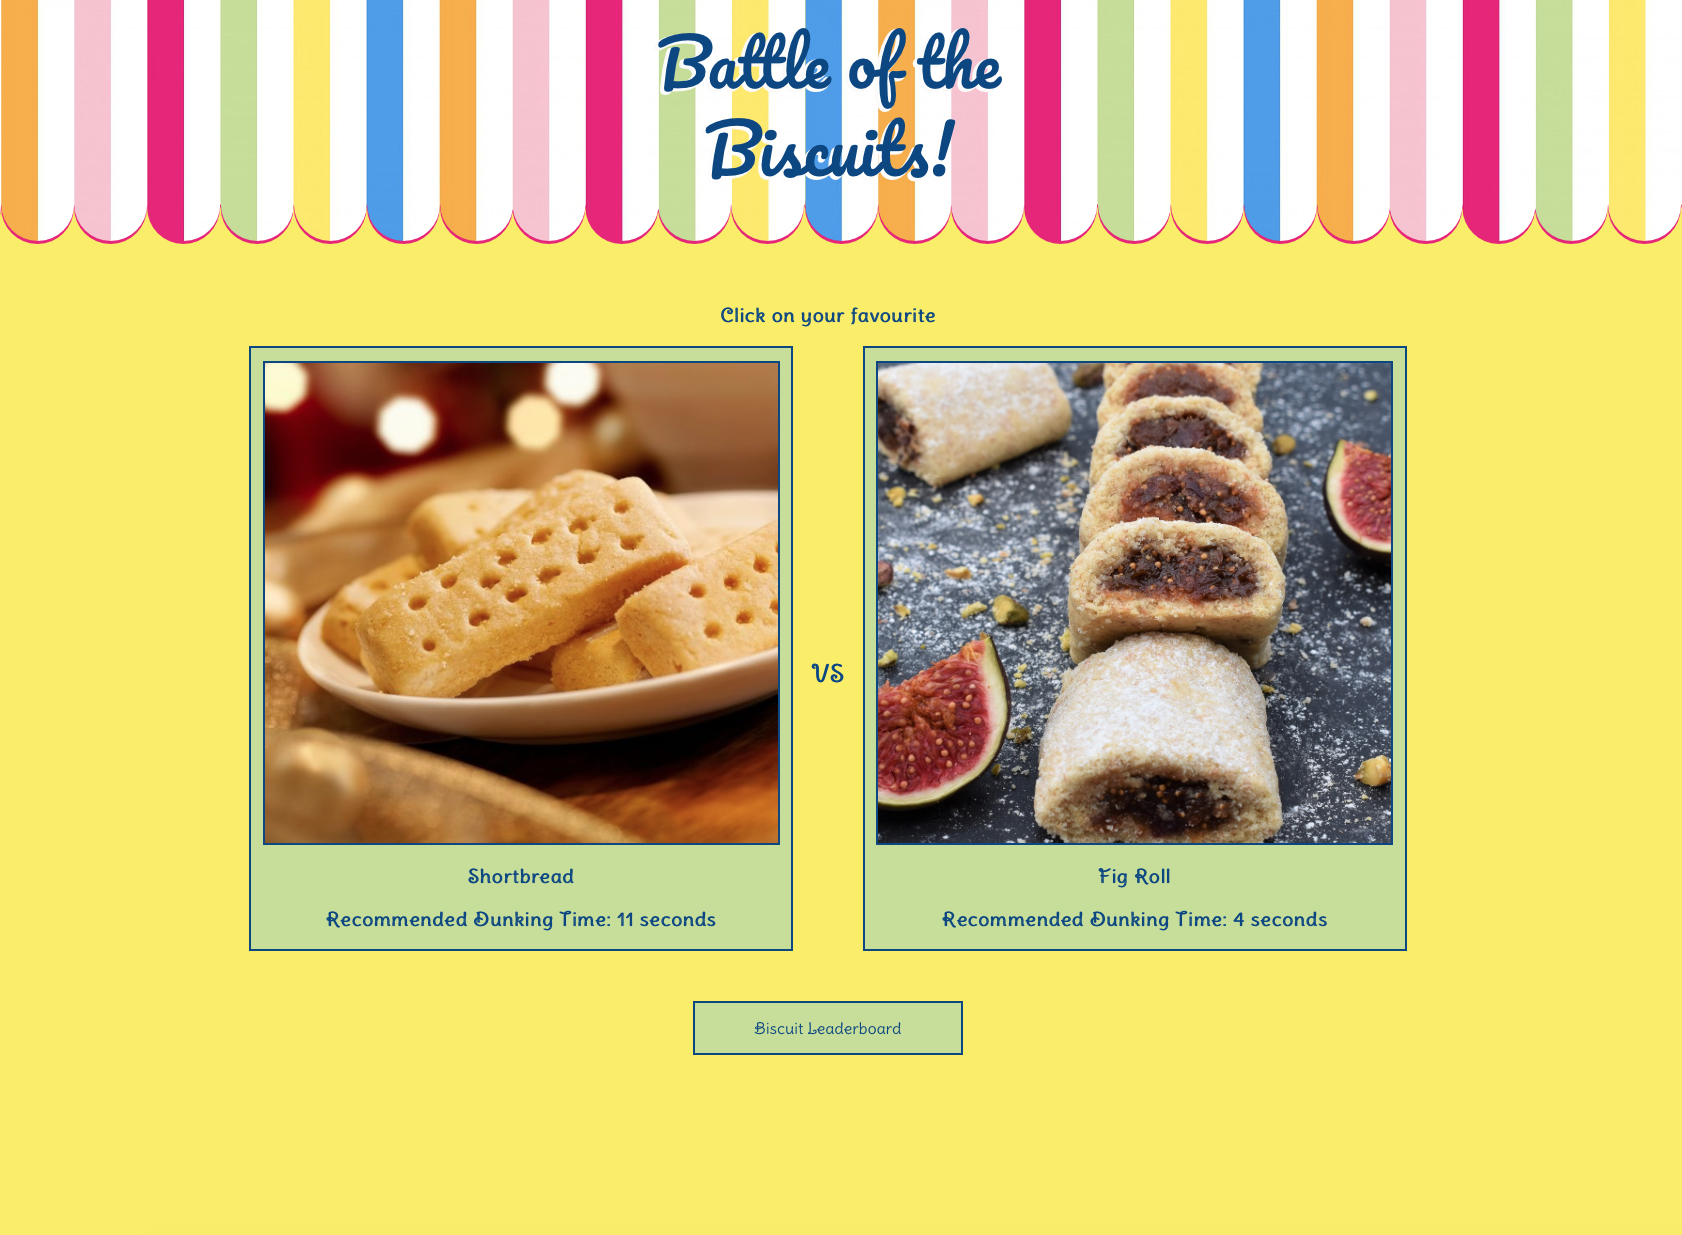 Battle of the
Biscuits!
Click on your favourite
VS
Shortbread
Recommended Dunking Time: 11 seconds
Fig Roll
Recommended Dunking Time: 4 seconds
Biscuit Leaderboard